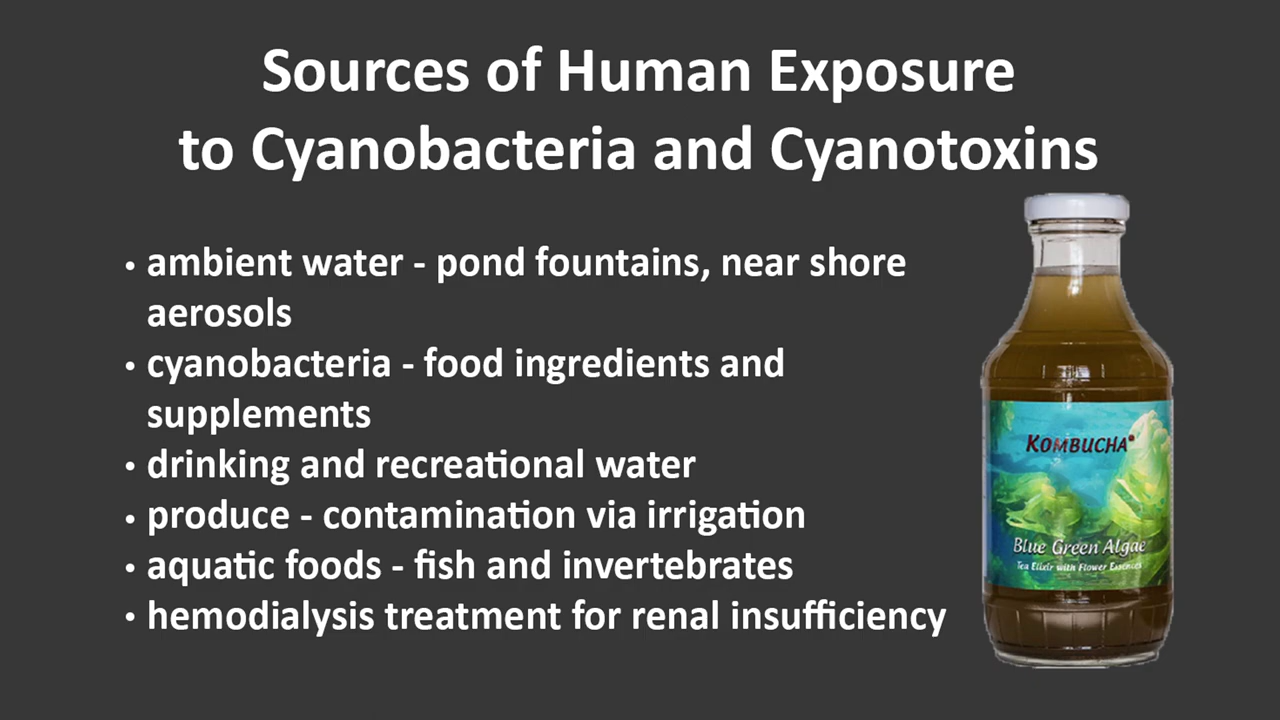 Sources of Human Exposure
to Cyanobacteria and Cyanotoxins
• ambient water - pond fountains, near shore
aerosols
• cyanobacteria - food ingredients and
supplements
• drinking and recreational water
• produce - contamination via irrigation
• aquatic foods - fish and invertebrates
• hemodialysis treatment for renal insufficiency
KOMBUCHA®
Blue Green Algae
Tea Elixir with Flower Essences